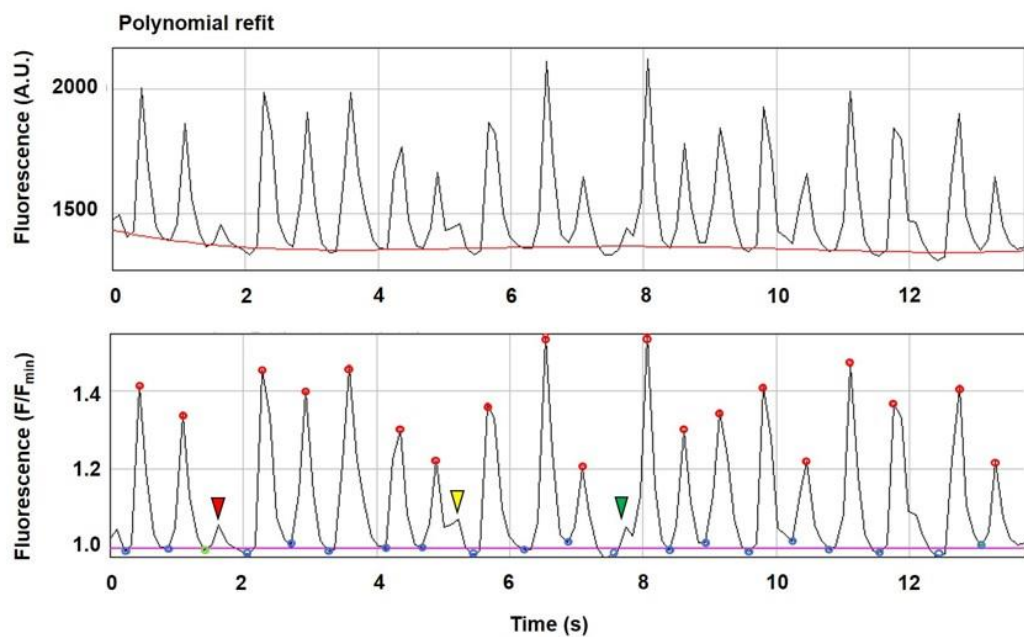 Polynomial refit
Fluorescence (A.U.)
2000
1500
0 2 4 6 8 10 12
Fluorescence (F/Fmin)
1.4
1.2
1.0
0 2 4 6 8 10 12
Time (s)